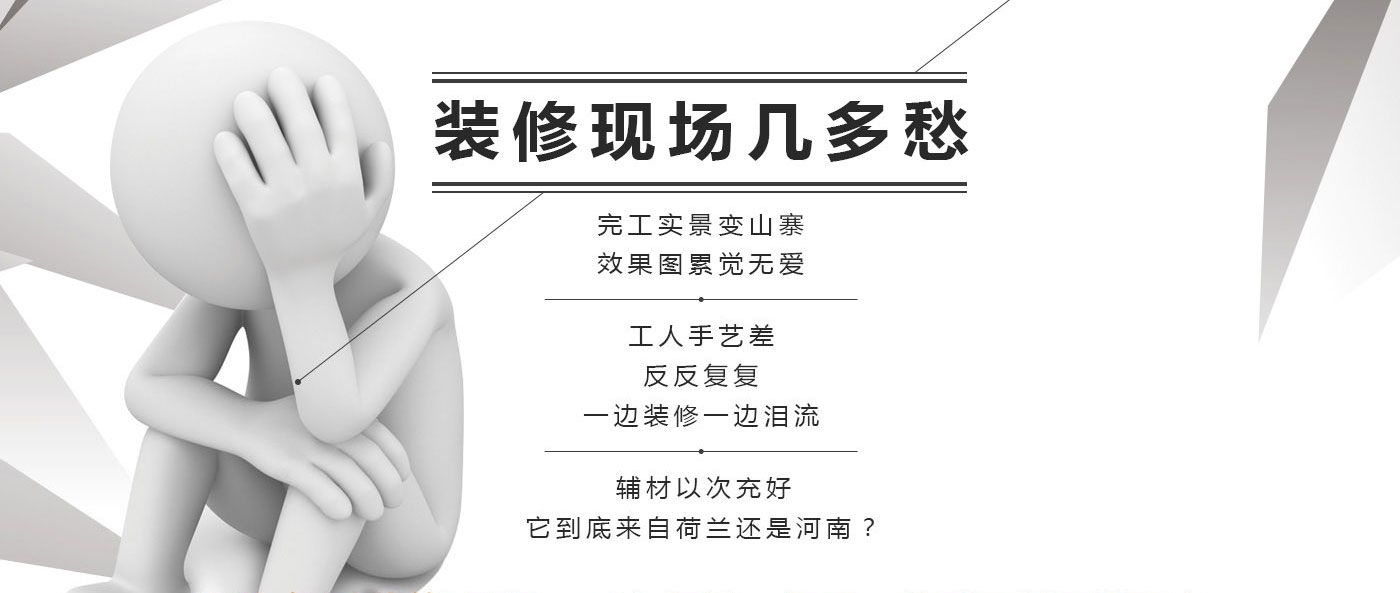 装修现场几多愁
完工实景变山寨
效果图累觉无爱
工人手艺差
反反复复
一边装修一边泪流
辅材以次充好
它到底来自荷兰还是河南？